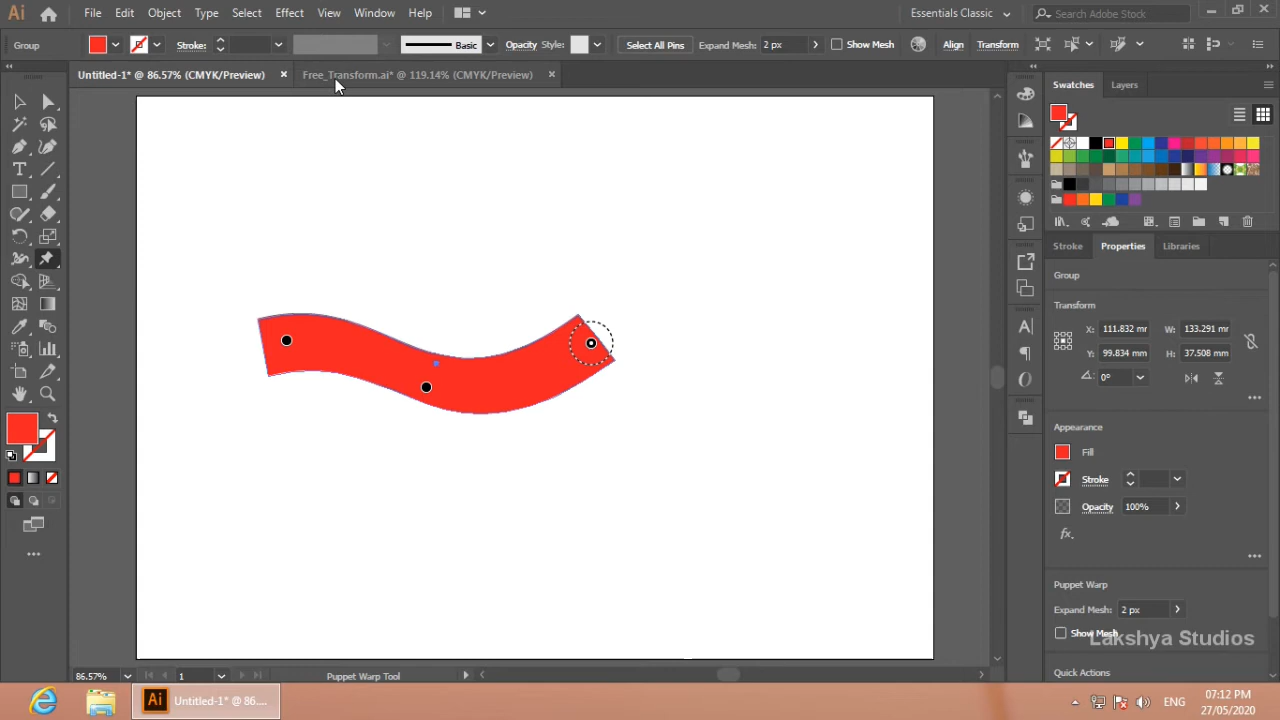 Ai File Edit Object Type Select Effect View Window Help Essentials Classic Search Adobe Stock
Group Stroke: Basic Opacity Style: Select All Pins Expand Mesh: 2 px Show Mesh Align Transform
Untitled-1* @ 86.57% (CMYK/Preview) × Free_Transform.ai* @ 119.14% (CMYK/Preview) ×
Swatches Layers
Stroke Properties Libraries
Group
Transform
X: 111.832 mr W: 133.291 mr
Y: 99.834 mm H: 37.508 mm
0°
Appearance
Fill
Stroke
Opacity 100%
fx.
Puppet Warp
Expand Mesh: 2 px
Show Mesh
Lakshya Studios
Quick Actions
86.57% 1 Puppet Warp Tool
Ai Untitled-1* @ 86.... ENG 07:12 PM
27/05/2020